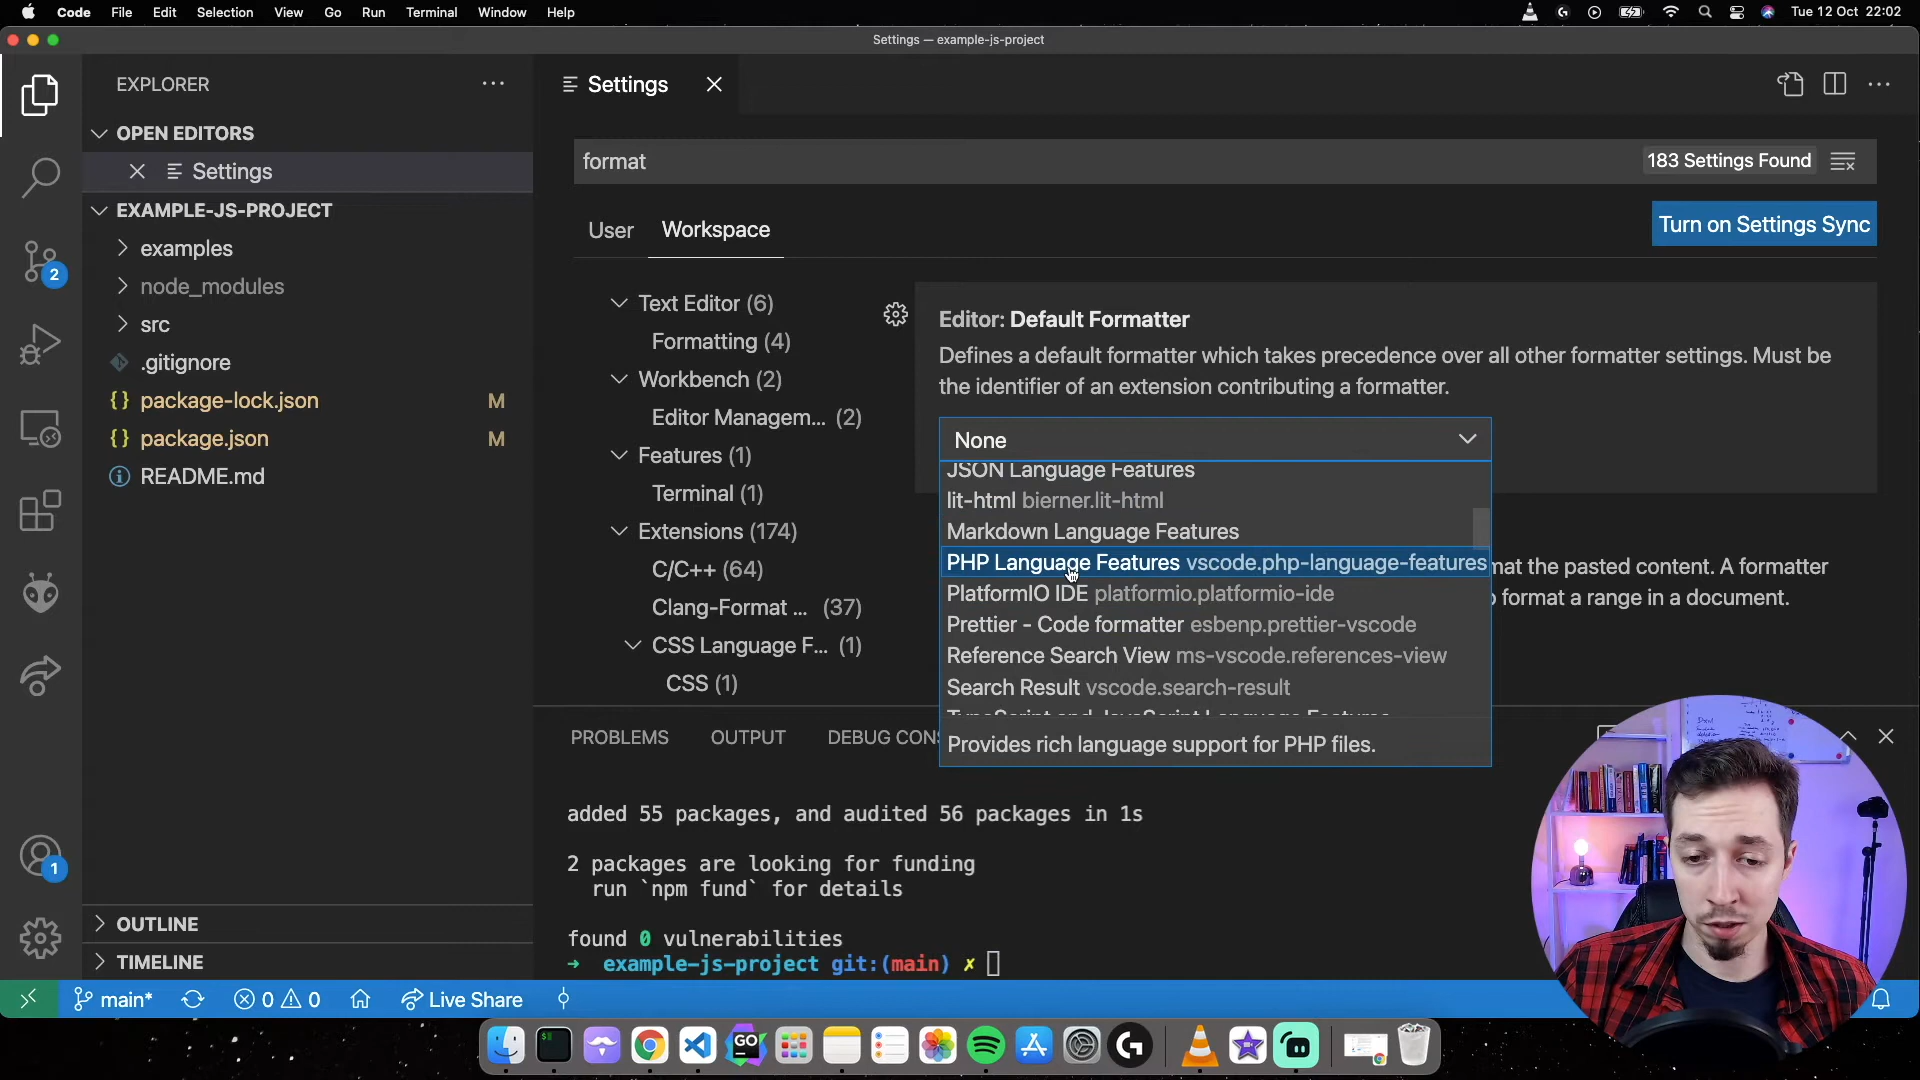 Code File Edit Selection View Go Run Terminal Window Help
Tue 12 Oct 22:02
Settings — example-js-project
EXPLORER
Settings
OPEN EDITORS
Settings
format
183 Settings Found
EXAMPLE-JS-PROJECT
User
Workspace
Turn on Settings Sync
examples
node_modules
src
.gitignore
package-lock.json M
package.json M
README.md
Text Editor (6)
Formatting (4)
Workbench (2)
Editor Managem... (2)
Features (1)
Terminal (1)
Extensions (174)
C/C++ (64)
Clang-Format ... (37)
CSS Language F... (1)
CSS (1)
Editor: Default Formatter
Defines a default formatter which takes precedence over all other formatter settings. Must be
the identifier of an extension contributing a formatter.
None
JSON Language Features
lit-html bierner.lit-html
Markdown Language Features
PHP Language Features vscode.php-language-features
PlatformIO IDE platformio.platformio-ide
Prettier - Code formatter esbenp.prettier-vscode
Reference Search View ms-vscode.references-view
Search Result vscode.search-result
TypeScript and JavaScript Language Features
Provides rich language support for PHP files.
mat the pasted content. A formatter
format a range in a document.
PROBLEMS
OUTPUT
DEBUG CON
added 55 packages, and audited 56 packages in 1s
2 packages are looking for funding
run `npm fund` for details
found 0 vulnerabilities
➜ example-js-project git:(main) ✗
OUTLINE
TIMELINE
2
1
main*
0
0
Live Share
GO